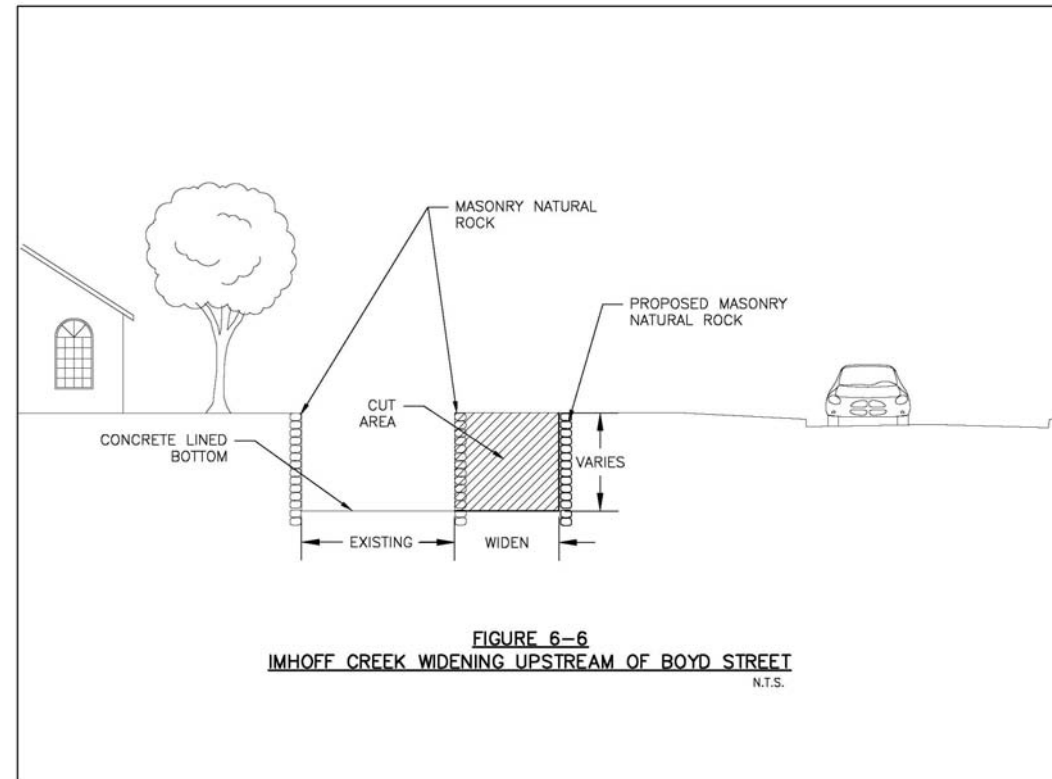 MASONRY NATURAL
ROCK
PROPOSED MASONRY
NATURAL ROCK
CUT
AREA
CONCRETE LINED
BOTTOM
VARIES
EXISTING
WIDEN
FIGURE 6-6
IMHOFF CREEK WIDENING UPSTREAM OF BOYD STREET
N.T.S.